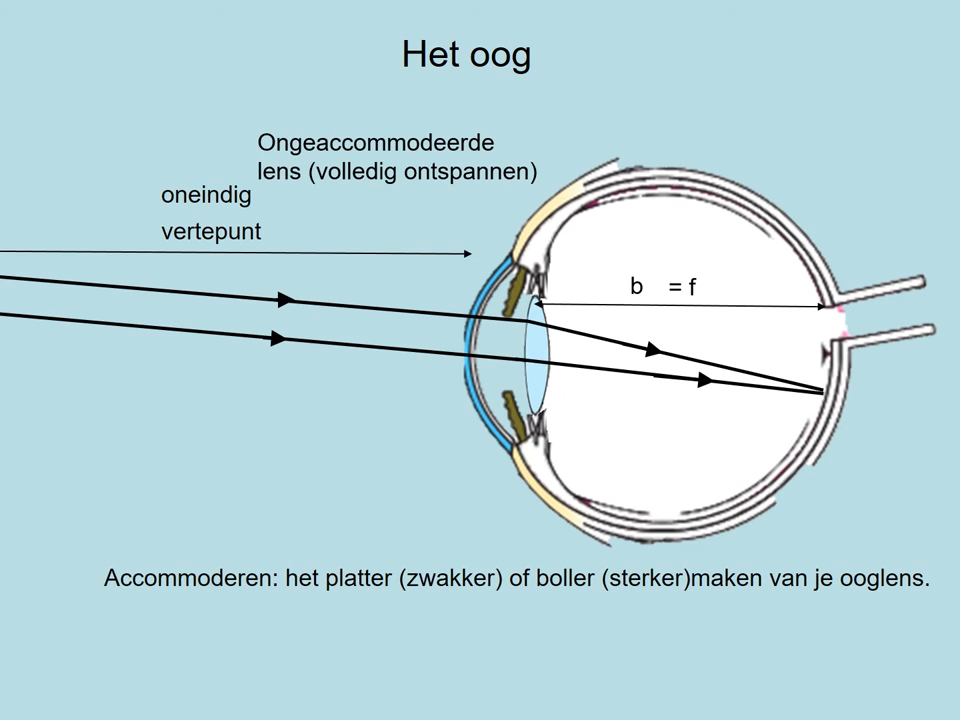 Het oog
Ongeaccommodeerde
lens (volledig ontspannen)
oneindig
vertepunt
b = f
Accommoderen: het platter (zwakker) of boller (sterker)maken van je ooglens.